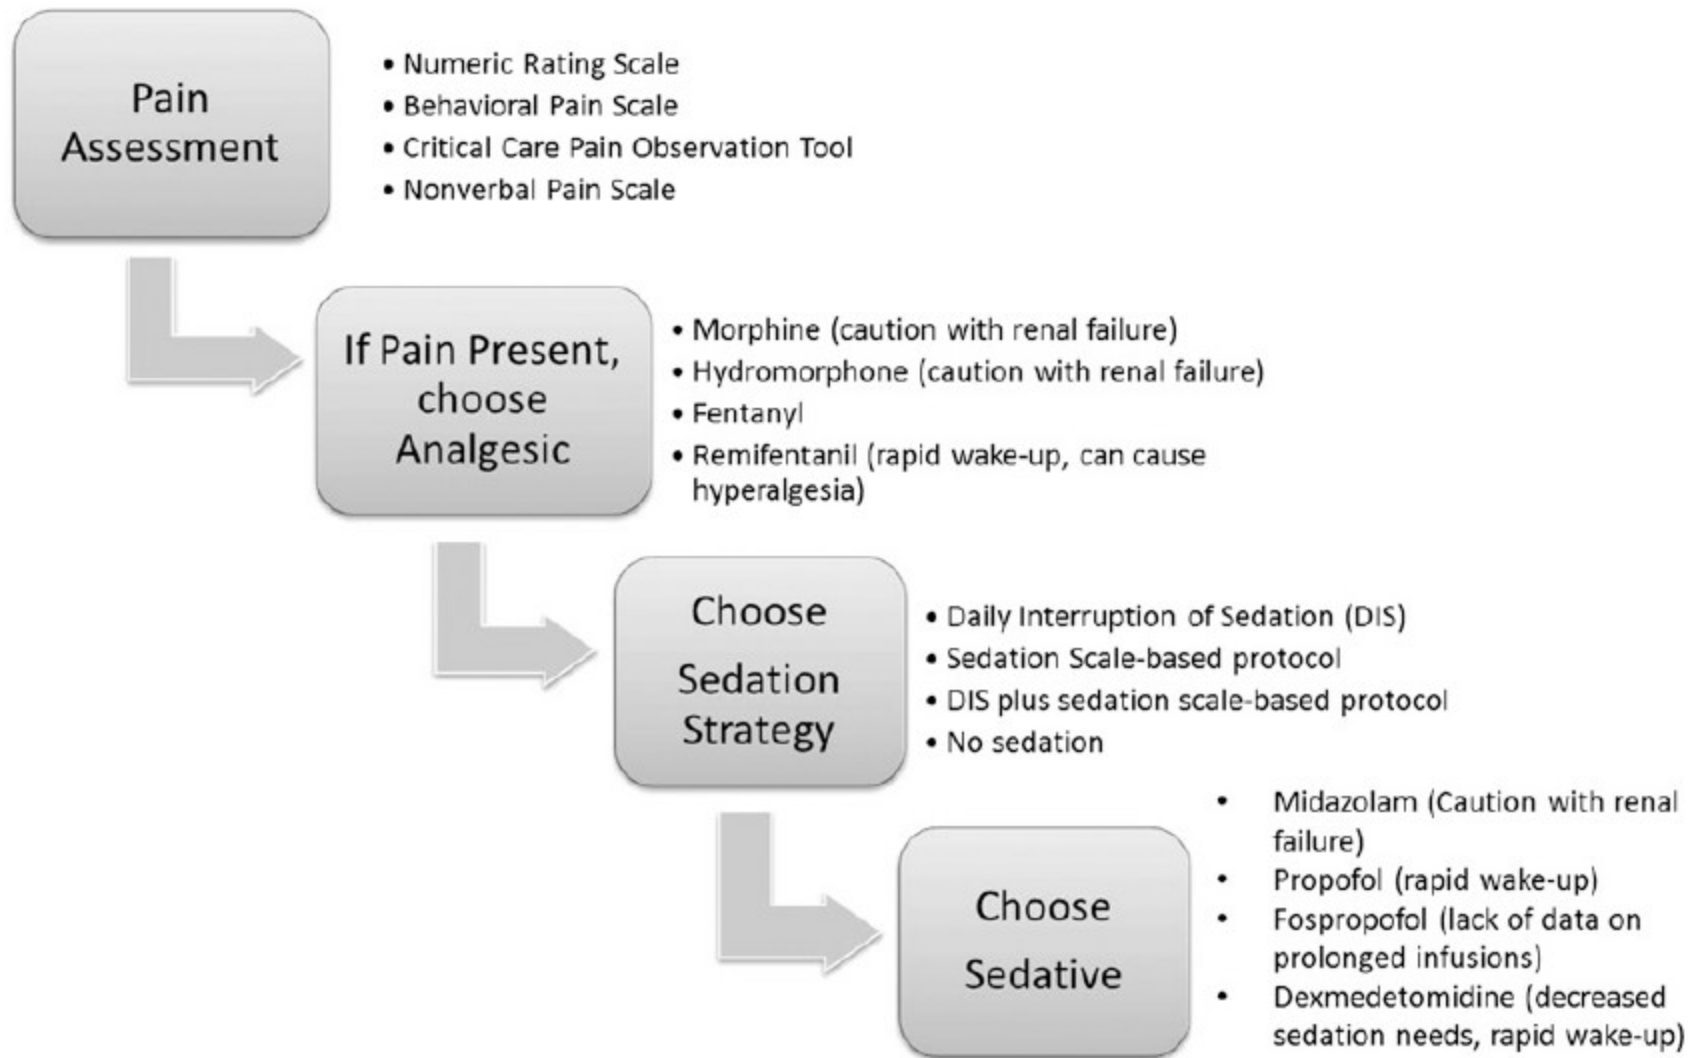 Pain
Assessment
• Numeric Rating Scale
• Behavioral Pain Scale
• Critical Care Pain Observation Tool
• Nonverbal Pain Scale
If Pain Present,
choose
Analgesic
• Morphine (caution with renal failure)
• Hydromorphone (caution with renal failure)
• Fentanyl
• Remifentanil (rapid wake-up, can cause
hyperalgesia)
Choose
Sedation
Strategy
• Daily Interruption of Sedation (DIS)
• Sedation Scale-based protocol
• DIS plus sedation scale-based protocol
• No sedation
Choose
Sedative
• Midazolam (Caution with renal
failure)
• Propofol (rapid wake-up)
• Fospropofol (lack of data on
prolonged infusions)
• Dexmedetomidine (decreased
sedation needs, rapid wake-up)